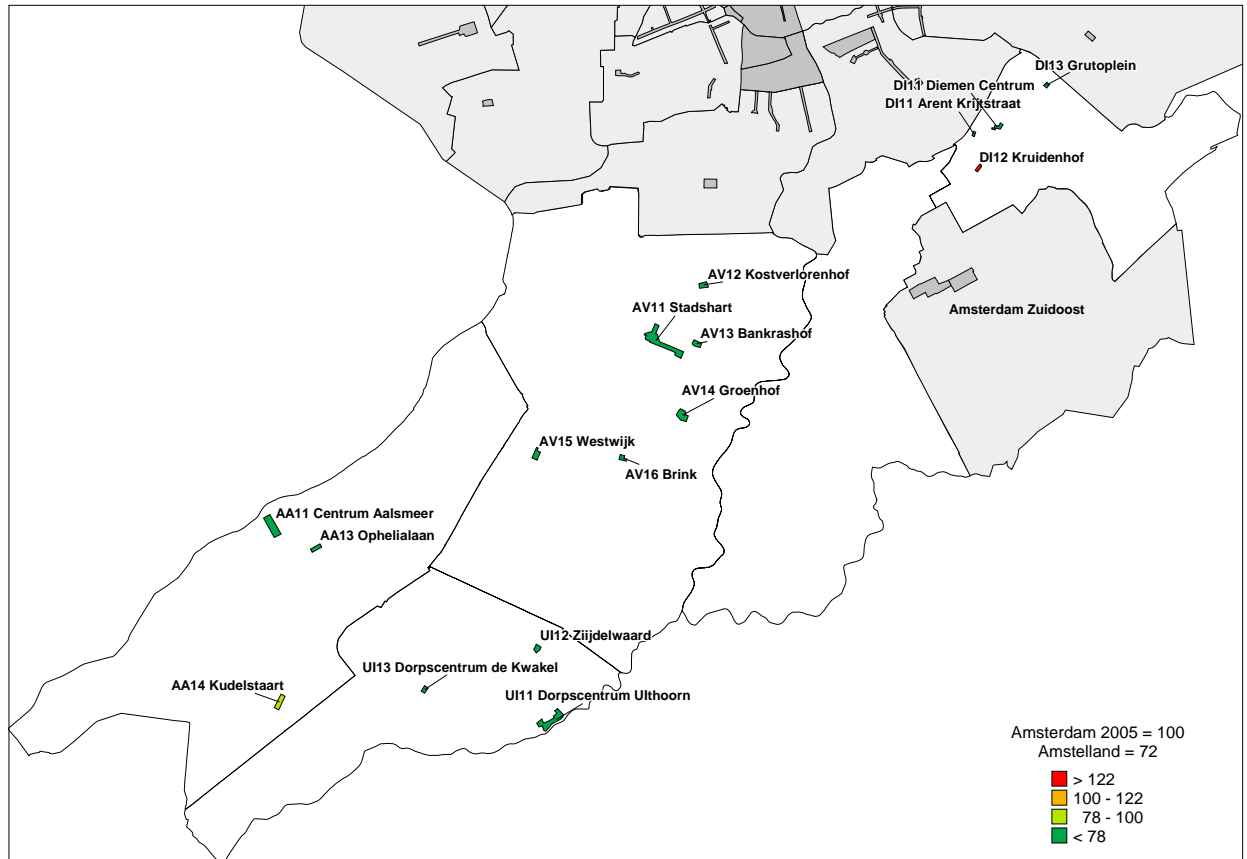 DI13 Grutoplein
DI11 Diemen Centrum
DI11 Arent Krijtstraat
DI12 Kruidenhof
AV12 Kostverlorenhof
AV11 Stadshart
Amsterdam Zuidoost
AV13 Bankrashof
AV14 Groenhof
AV15 Westwijk
AV16 Brink
AA11 Centrum Aalsmeer
AA13 Ophelialaan
UI12 Ziijdelwaard
UI13 Dorpscentrum de Kwakel
AA14 Kudelstaart
UI11 Dorpscentrum UIthoorn
Amsterdam 2005 = 100
Amstelland = 72
> 122
100 - 122
78 - 100
< 78